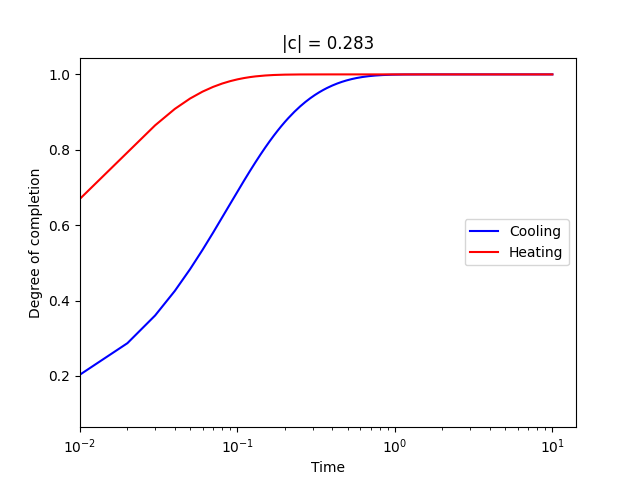 |c| = 0.283
1.0
0.8
0.6
0.4
0.2
Degree of completion
Cooling
Heating
10⁻²
10⁻¹
10⁰
10¹
Time